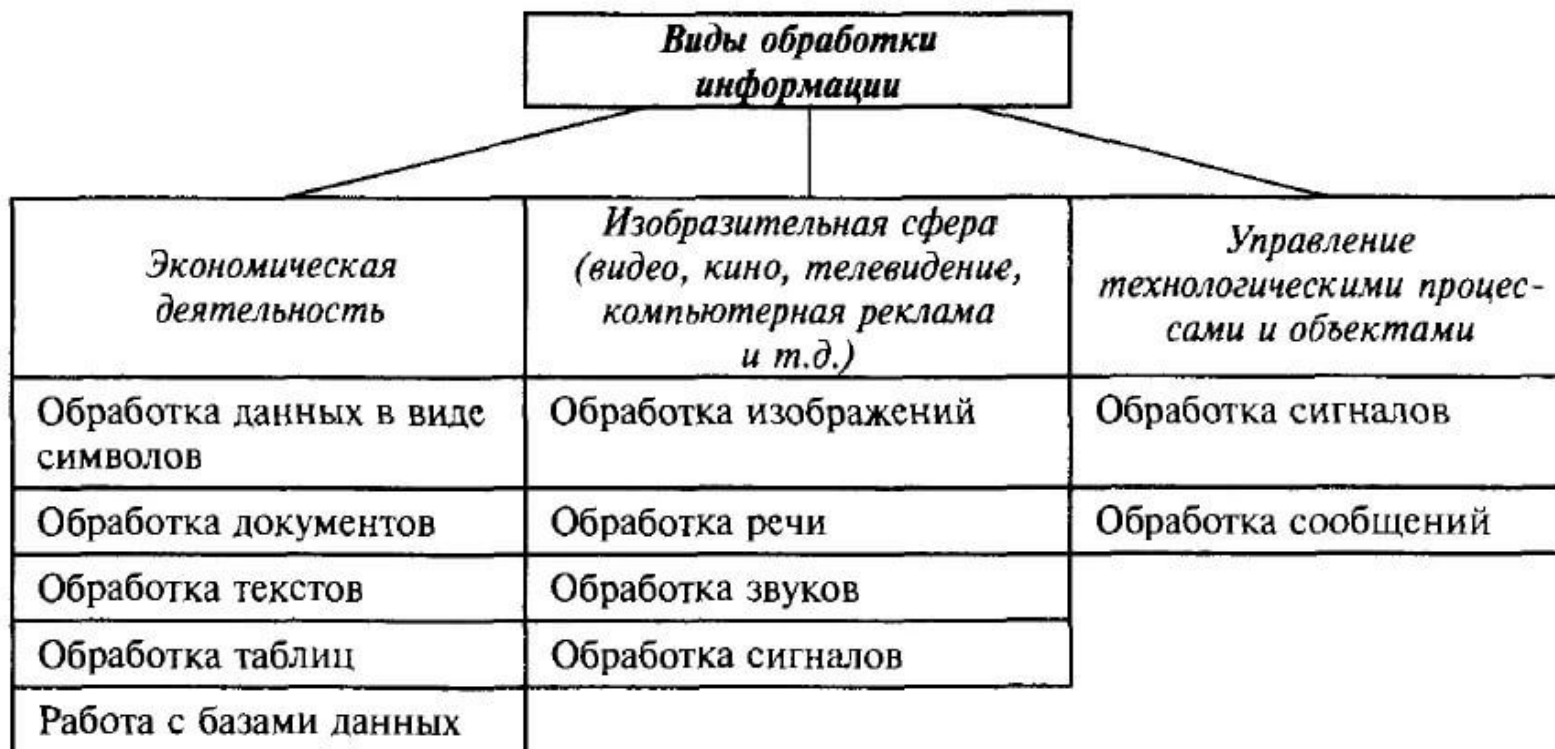 Виды обработки
информации
Экономическая
деятельность
Изобразительная сфера
(видео, кино, телевидение,
компьютерная реклама
и т.д.)
Управление
технологическими процес-
сами и объектами
Обработка данных в виде
символов
Обработка изображений
Обработка сигналов
Обработка документов
Обработка речи
Обработка сообщений
Обработка текстов
Обработка звуков
Обработка таблиц
Обработка сигналов
Работа с базами данных